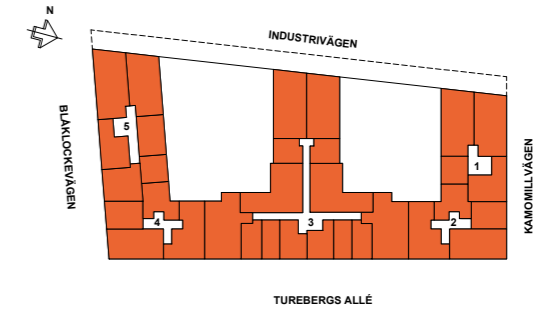 N
INDUSTRIVÄGEN
BLÅKLOCKEVÄGEN
5
1
KAMOMILLVÄGEN
4
3
2
TUREBERGS ALLÉ